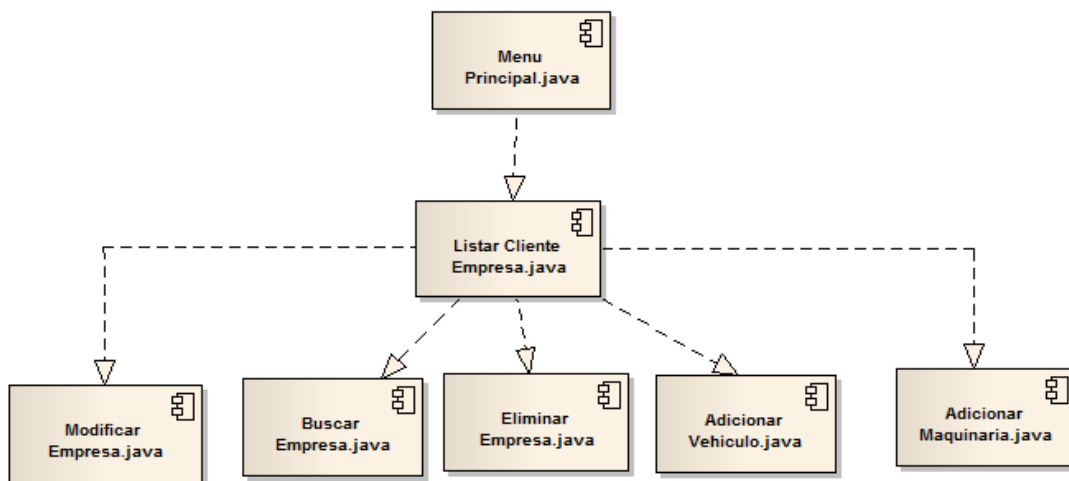 Menu
Principal.java
Listar Cliente
Empresa.java
Modificar
Empresa.java
Buscar
Empresa.java
Eliminar
Empresa.java
Adicionar
Vehiculo.java
Adicionar
Maquinaria.java